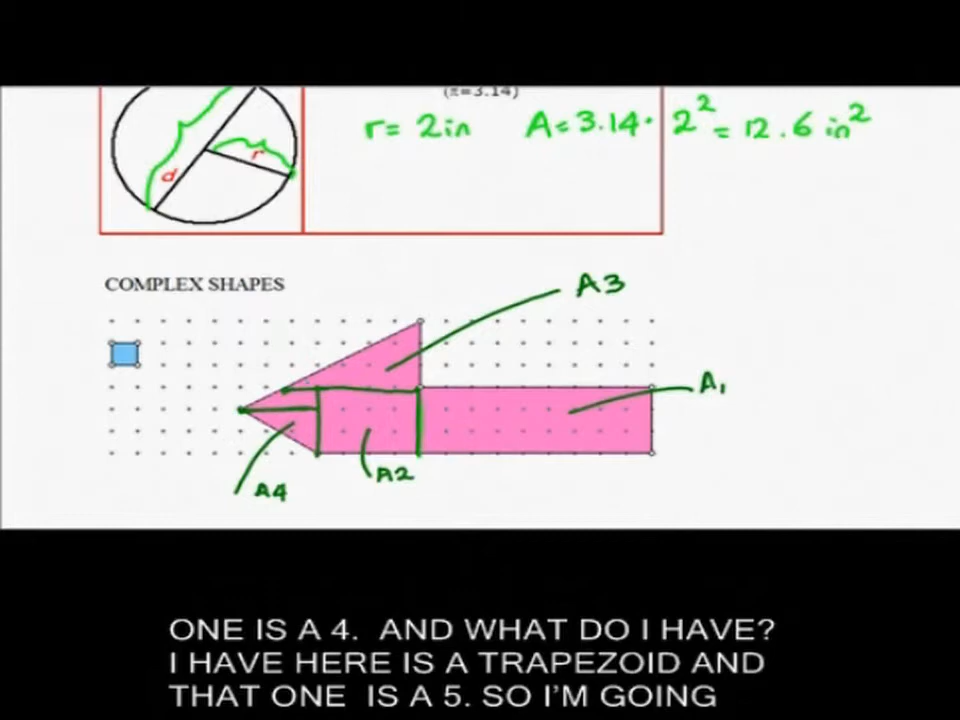 (π=3.14)
r= 2in A=3.14· 2² = 12.6 in²
d
r
COMPLEX SHAPES
A3
A1
A2
A4
ONE IS A 4. AND WHAT DO I HAVE?
I HAVE HERE IS A TRAPEZOID AND
THAT ONE IS A 5. SO I'M GOING